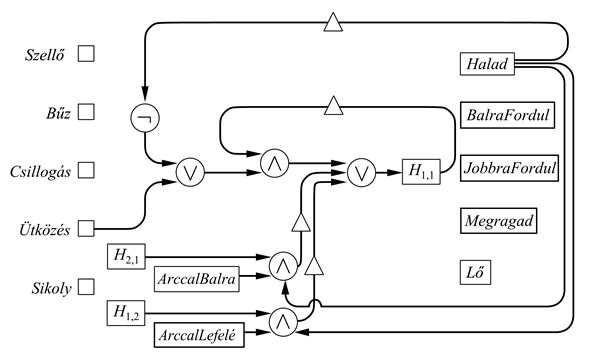 Szellő
Halad
Bűz
BalraFordul
¬
Csillogás
∨
∧
∨
H1,1
JobbraFordul
Ütközés
Megragad
H2,1
∧
ArccalBalra
Sikoly
Lő
H1,2
∧
ArccalLefelé